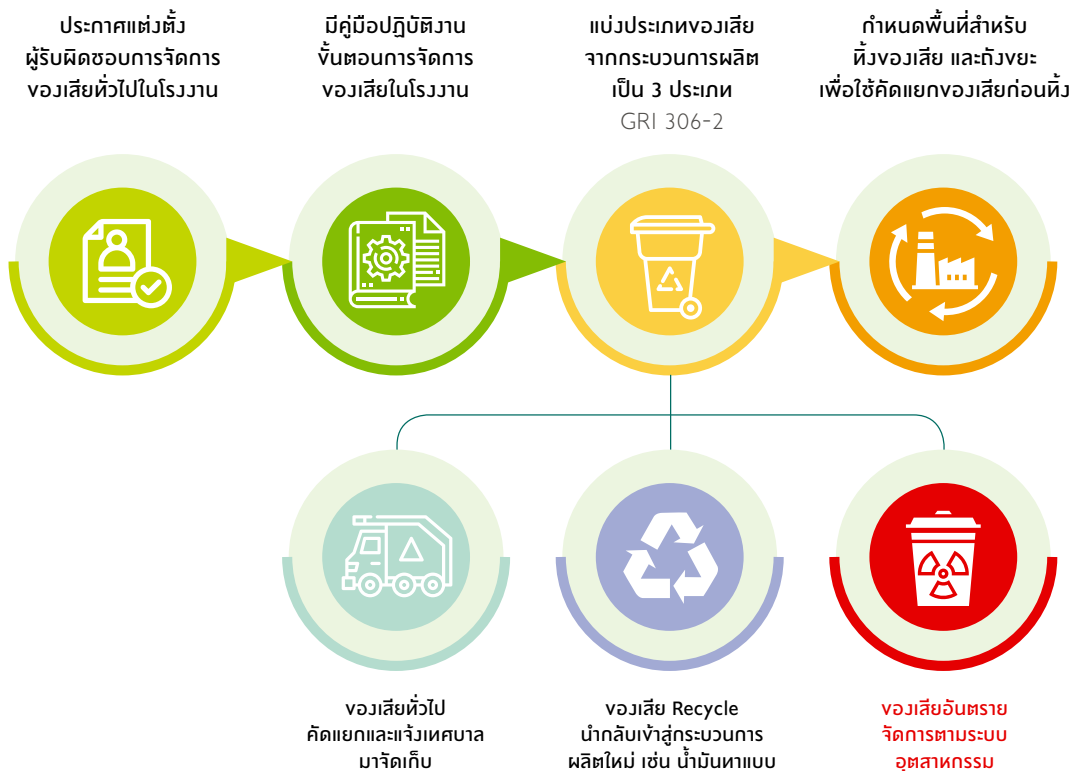 ประกาศแต่งตั้ง
ผู้รับผิดชอบการจัดการ
ของเสียทั่วไปในโรงงาน
มีคู่มือปฏิบัติงาน
ขั้นตอนการจัดการ
ของเสียในโรงงาน
แบ่งประเภทของเสีย
จากกระบวนการผลิต
เป็น 3 ประเภท
GRI 306-2
กำหนดพื้นที่สำหรับ
ทิ้งของเสีย และถังขยะ
เพื่อใช้คัดแยกของเสียก่อนทิ้ง
ของเสียทั่วไป
คัดแยกและแจ้งเทศบาล
มาจัดเก็บ
ของเสีย Recycle
นำกลับเข้าสู่กระบวนการ
ผลิตใหม่ เช่น น้ำมันทาแบบ
ของเสียอันตราย
จัดการตามระบบ
อุตสาหกรรม